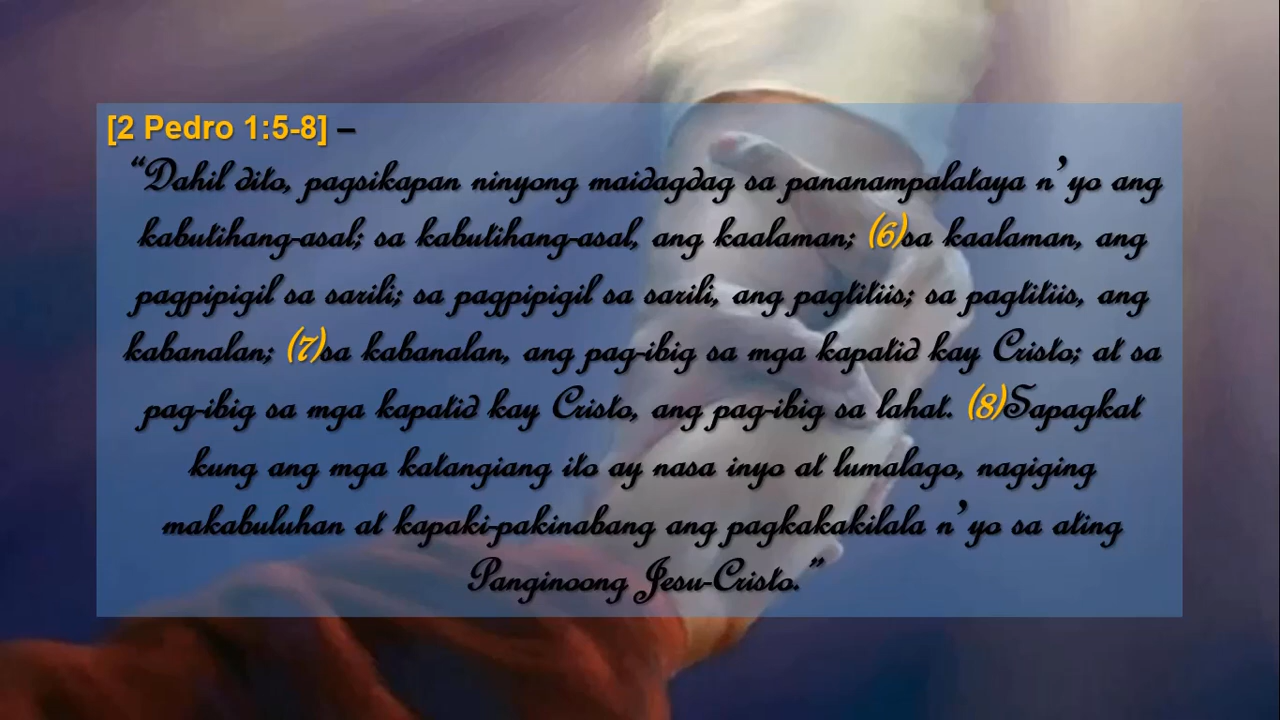 [2 Pedro 1:5-8] –
“Dahil dito, pagsikapan ninyong maidagdag sa pananampalataya n’yo ang
kabutihang-asal; sa kabutihang-asal, ang kaalaman; (6)sa kaalaman, ang
pagpipigil sa sarili; sa pagpipigil sa sarili, ang pagtitiis; sa pagtitiis, ang
kabanalan; (7)sa kabanalan, ang pag-ibig sa mga kapatid kay Cristo; at sa
pag-ibig sa mga kapatid kay Cristo, ang pag-ibig sa lahat. (8)Sapagkat
kung ang mga katangiang ito ay nasa inyo at lumalago, nagiging
makabuluhan at kapaki-pakinabang ang pagkakakilala n’yo sa ating
Panginoong Jesu-Cristo.”